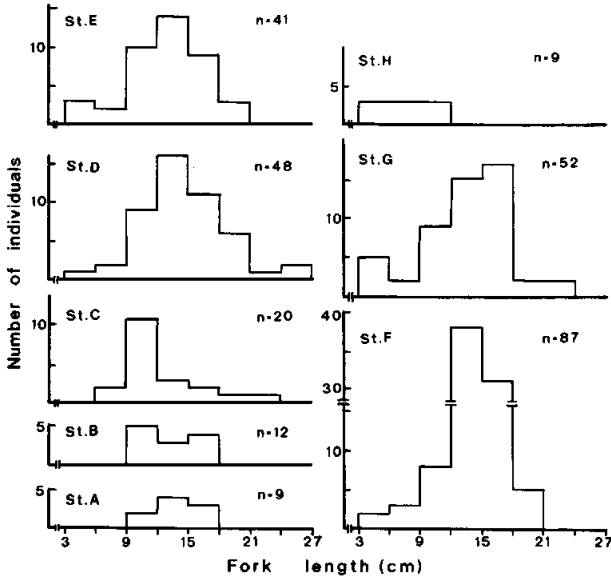 St.E
n=41
10
St.D
n=48
10
St.C
n=20
10
St.B
n=12
5
St.A
n=9
5
3 9 15 21 27
St.H
n=9
5
St.G
n=52
10
St.F
n=87
40
30
10
3 9 15 21 27
Number of individuals
Fork length (cm)